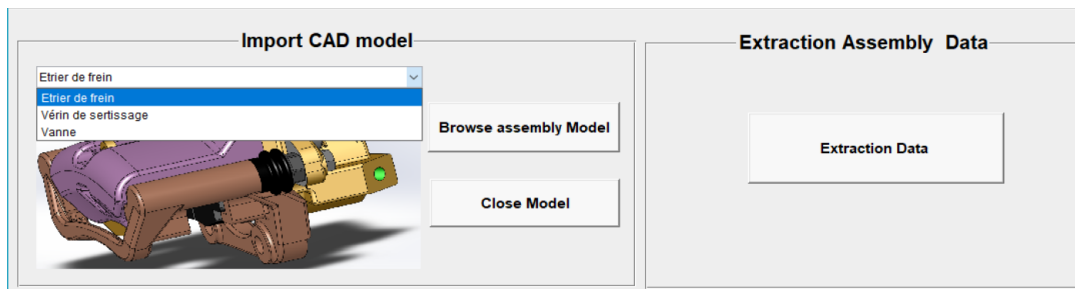 Import CAD model
Etrier de frein
Etrier de frein
Vérin de sertissage
Vanne
Browse assembly Model
Close Model
Extraction Assembly Data
Extraction Data